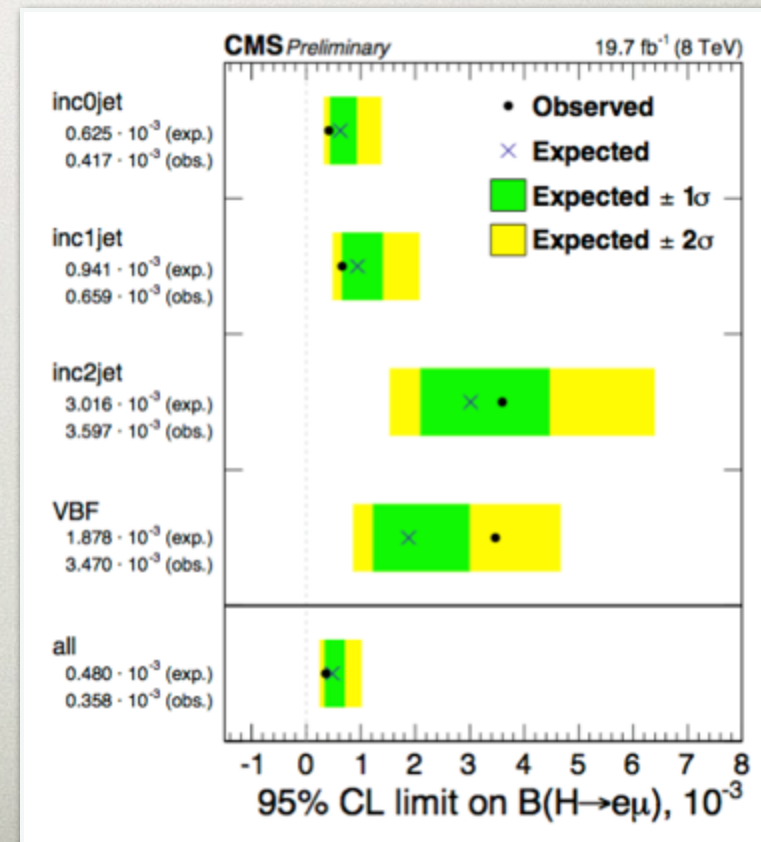 CMS Preliminary 19.7 fb⁻¹ (8 TeV)
inc0jet
0.625 · 10⁻³ (exp.)
0.417 · 10⁻³ (obs.)
Observed
Expected
Expected ± 1σ
Expected ± 2σ
inc1jet
0.941 · 10⁻³ (exp.)
0.659 · 10⁻³ (obs.)
inc2jet
3.016 · 10⁻³ (exp.)
3.597 · 10⁻³ (obs.)
VBF
1.878 · 10⁻³ (exp.)
3.470 · 10⁻³ (obs.)
all
0.480 · 10⁻³ (exp.)
0.358 · 10⁻³ (obs.)
-1 0 1 2 3 4 5 6 7 8
95% CL limit on B(H→eμ), 10⁻³